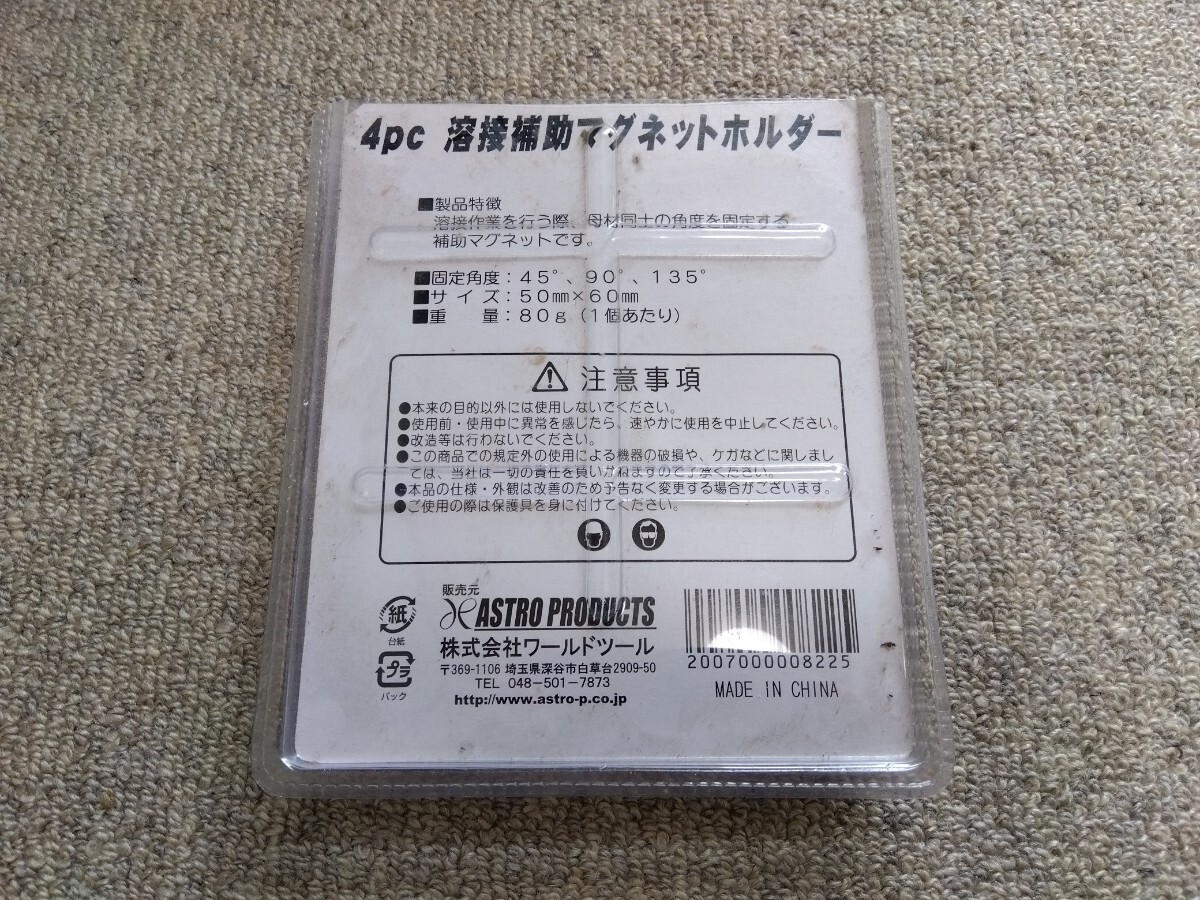 4pc 溶接補助マグネットホルダー
■製品特徴
溶接作業を行う際、母材同士の角度を固定する
補助マグネットです。
■固定角度：45°、90°、135°
■サイズ：50㎜×60㎜
■重　量：80g（1個あたり）
注意事項
●本来の目的以外には使用しないでください。
●使用前・使用中に異常を感じたら、速やかに使用を中止してください。
●改造等は行わないでください。
●この商品での規定外の使用による機器の破損や、ケガなどに関しまし
ては、当社は一切の責任を負いかねますのでご了承ください。
●本品の仕様・外観は改善のため予告なく変更する場合がございます。
●ご使用の際は保護具を身に付けてください。
紙
台紙
プラ
パック
販売元
ASTRO PRODUCTS
株式会社ワールドツール
〒369-1106 埼玉県深谷市白草台2909-50
TEL 048-501-7873
http://www.astro-p.co.jp
2007000008225
MADE IN CHINA